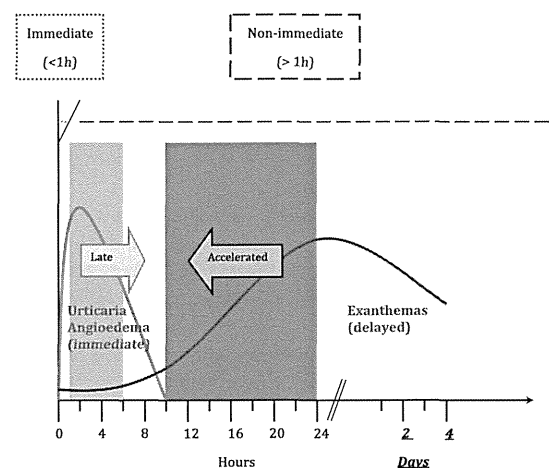 Immediate
(<1h)
Non-immediate
(> 1h)
Late
Accelerated
Urticaria
Angioedema
(immediate)
Exanthemas
(delayed)
0 4 8 12 16 20 24 2 4
Hours
Days